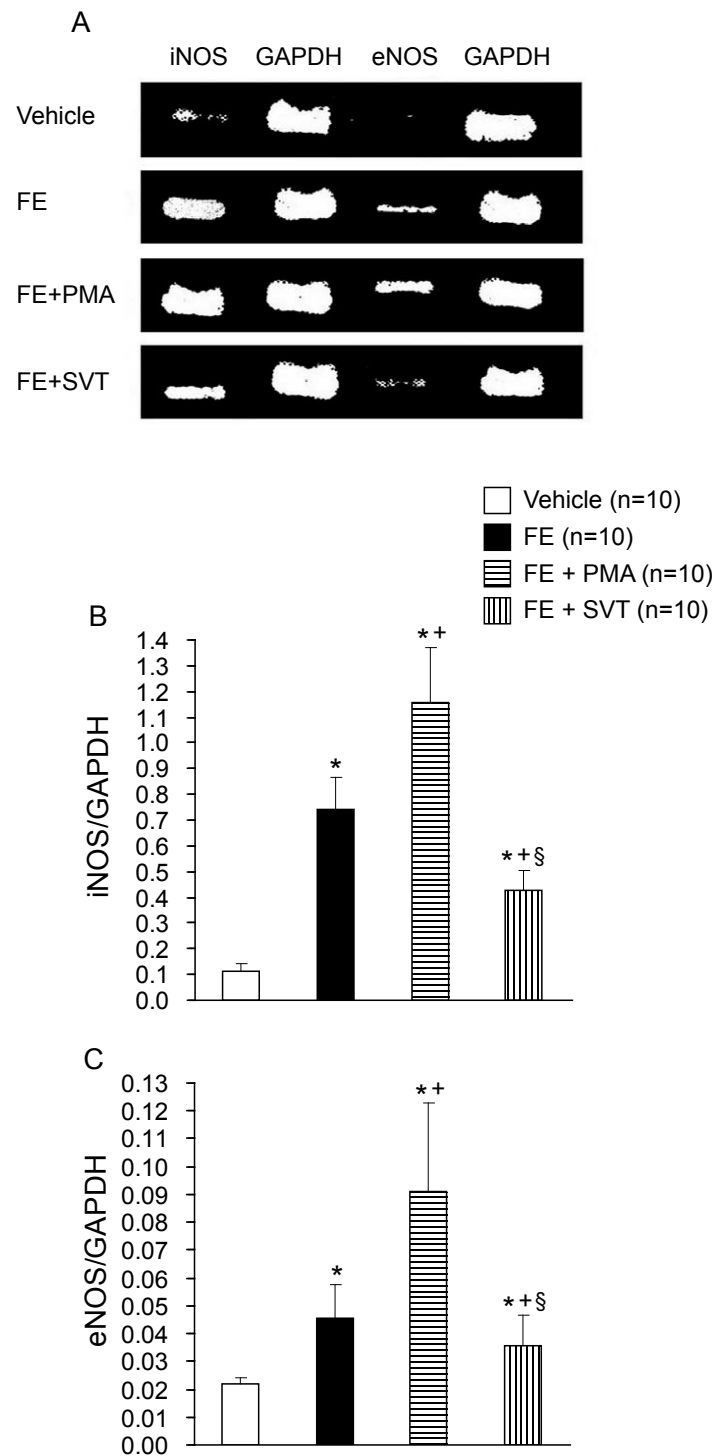 A
iNOS GAPDH eNOS GAPDH
Vehicle
FE
FE+PMA
FE+SVT
Vehicle (n=10)
FE (n=10)
FE + PMA (n=10)
FE + SVT (n=10)
B
iNOS/GAPDH
1.4
1.3
1.2
1.1
1.0
0.9
0.8
0.7
0.6
0.5
0.4
0.3
0.2
0.1
0.0
*
*+
*+§
C
eNOS/GAPDH
0.13
0.12
0.11
0.10
0.09
0.08
0.07
0.06
0.05
0.04
0.03
0.02
0.01
0.00
*
*+
*+§